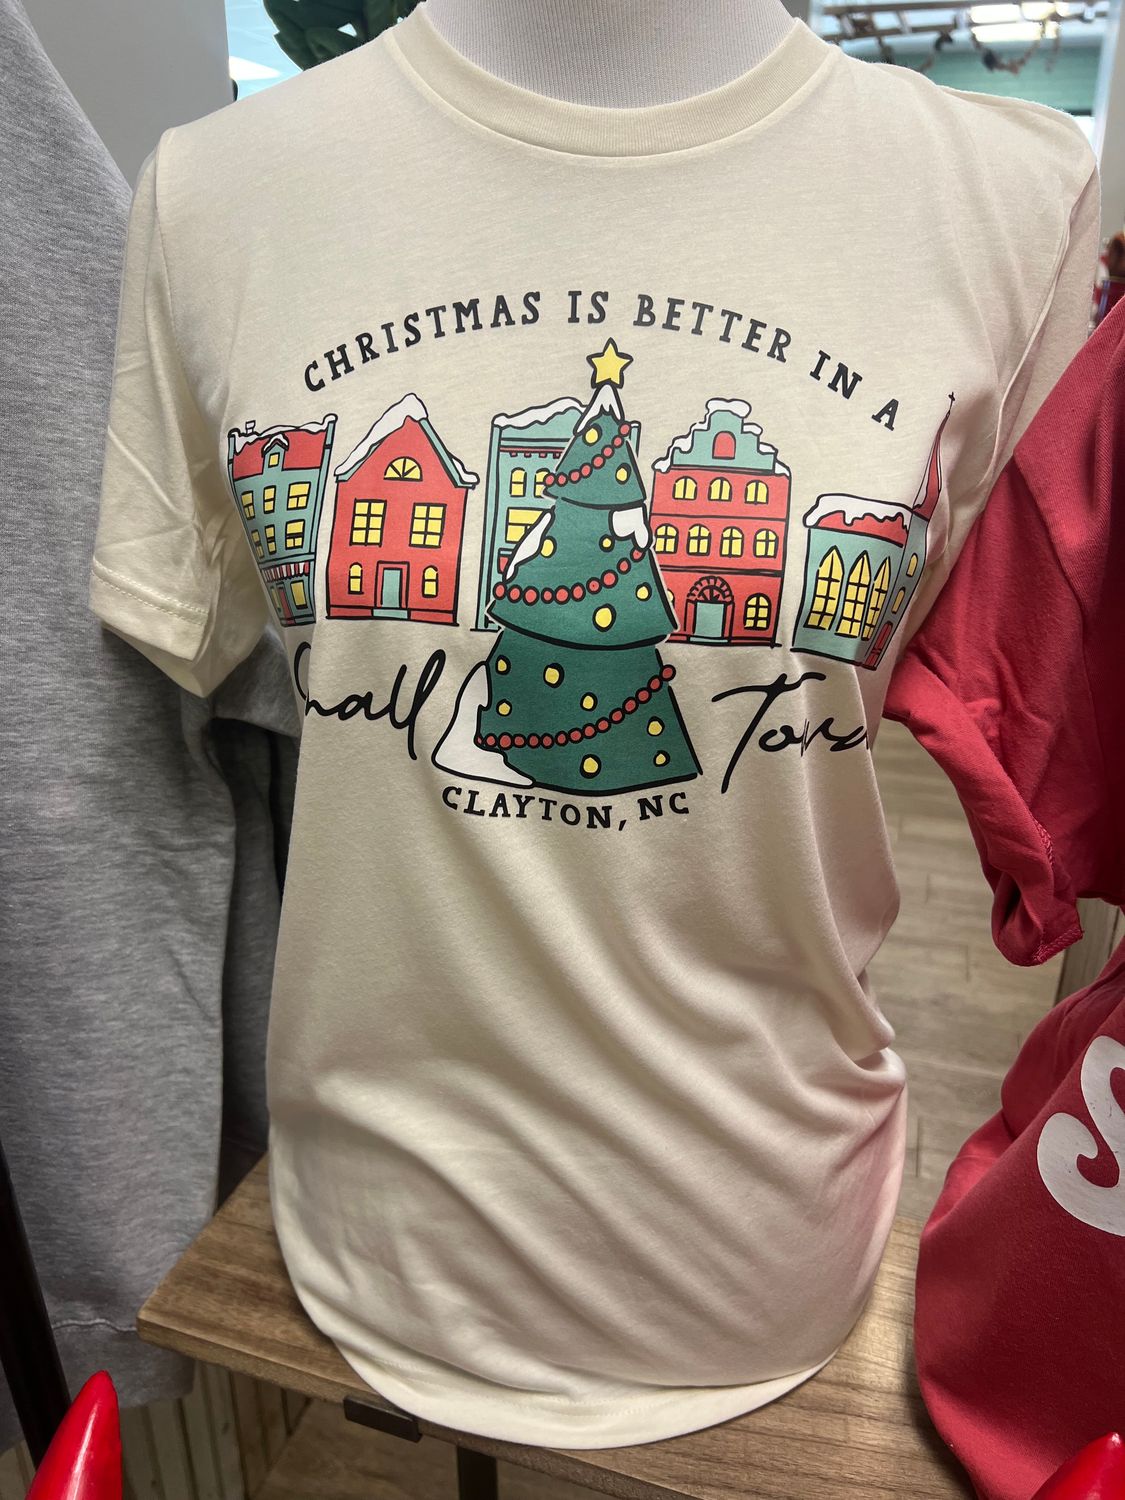 CHRISTMAS IS BETTER IN A
Small Town
CLAYTON, NC
S